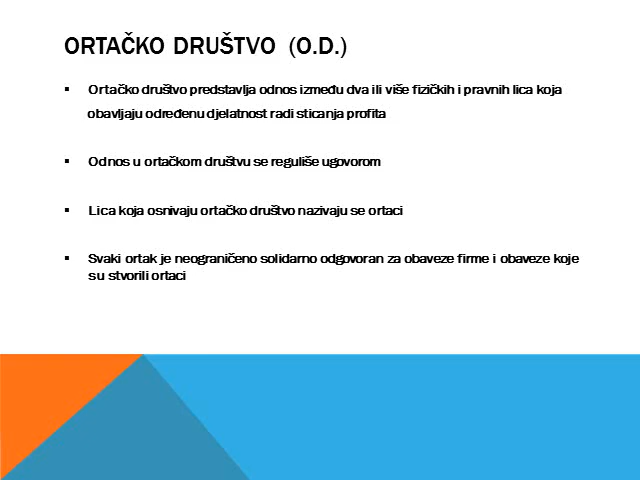 ORTAČKO DRUŠTVO (O.D.)
▪ Ortačko društvo predstavlja odnos između dva ili više fizičkih i pravnih lica koja
obavljaju određenu djelatnost radi sticanja profita
▪ Odnos u ortačkom društvu se reguliše ugovorom
▪ Lica koja osnivaju ortačko društvo nazivaju se ortaci
▪ Svaki ortak je neograničeno solidarno odgovoran za obaveze firme i obaveze koje
su stvorili ortaci